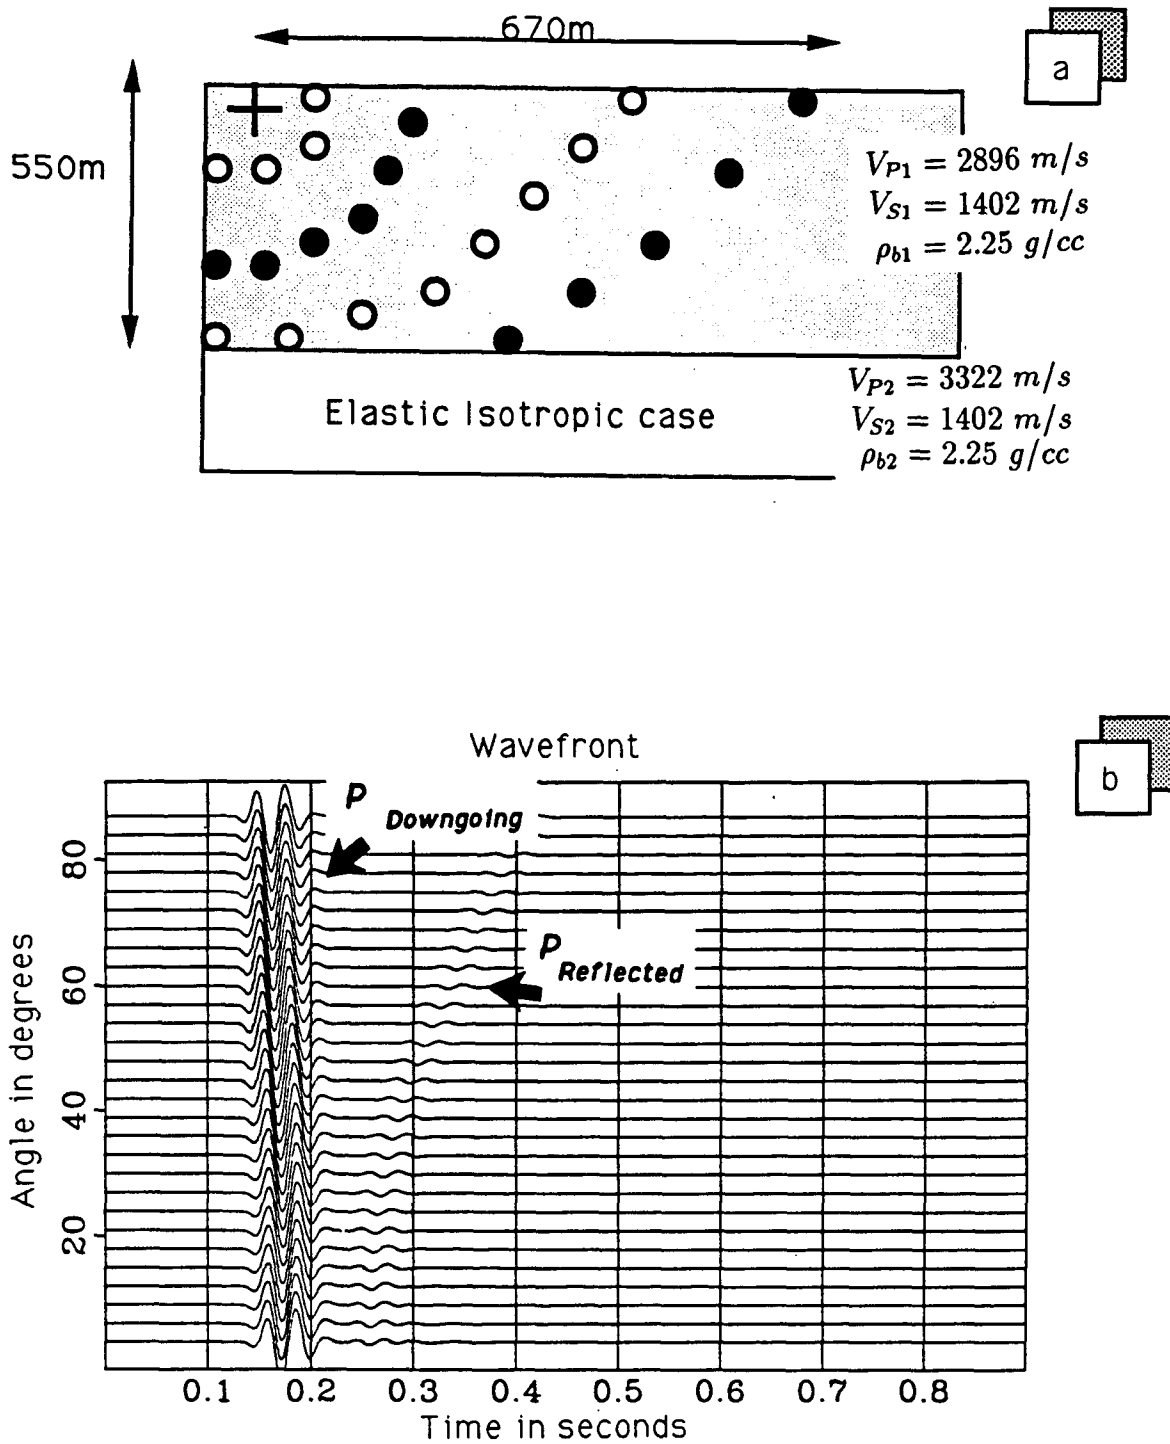 670m
a
550m
V_{P1} = 2896 m/s
V_{S1} = 1402 m/s
ρ_{b1} = 2.25 g/cc
V_{P2} = 3322 m/s
V_{S2} = 1402 m/s
ρ_{b2} = 2.25 g/cc
Elastic Isotropic case
Wavefront
b
P Downgoing
P Reflected
Angle in degrees
80
60
40
20
0.1 0.2 0.3 0.4 0.5 0.6 0.7 0.8
Time in seconds